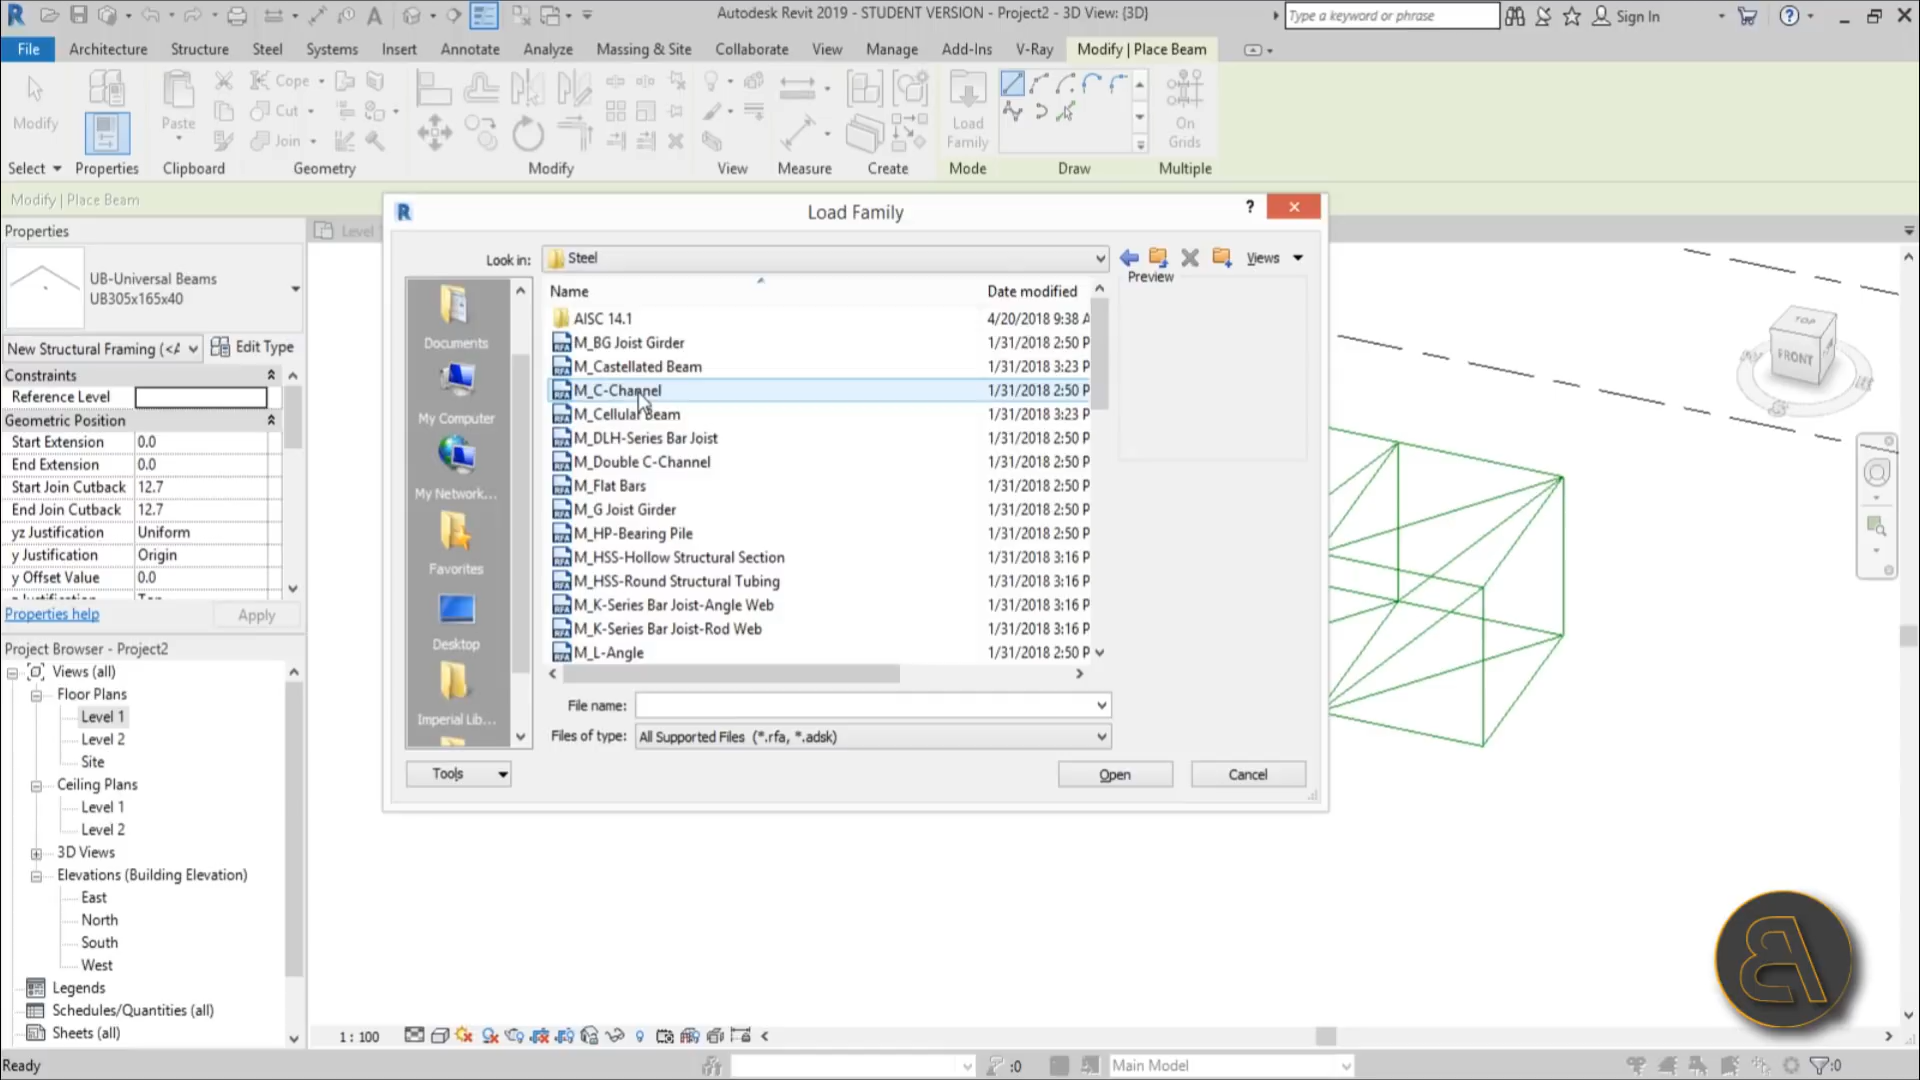 Autodesk Revit 2019 - STUDENT VERSION - Project2 - 3D View: {3D}
Type a keyword or phrase
Sign In
File Architecture Structure Steel Systems Insert Annotate Analyze Massing & Site Collaborate View Manage Add-Ins V-Ray Modify | Place Beam
Modify
Paste
Cope
Cut
Join
Load
Family
On
Grids
Select Properties Clipboard Geometry Modify View Measure Create Mode Draw Multiple
Modify | Place Beam
Properties
UB-Universal Beams
UB305x165x40
New Structural Framing (<A
Edit Type
Constraints
Reference Level
Geometric Position
Start Extension 0.0
End Extension 0.0
Start Join Cutback 12.7
End Join Cutback 12.7
yz Justification Uniform
y Justification Origin
y Offset Value 0.0
Properties help
Apply
Project Browser - Project2
Views (all)
Floor Plans
Level 1
Level 2
Site
Ceiling Plans
Level 1
Level 2
3D Views
Elevations (Building Elevation)
East
North
South
West
Legends
Schedules/Quantities (all)
Sheets (all)
Level
Load Family
Look in:
Steel
Views
Preview
Documents
My Computer
My Network...
Favorites
Desktop
Imperial Lib...
Name Date modified
AISC 14.1 4/20/2018 9:38 A
M_BG Joist Girder 1/31/2018 2:50 P
M_Castellated Beam 1/31/2018 3:23 P
M_C-Channel 1/31/2018 2:50 P
M_Cellular Beam 1/31/2018 3:23 P
M_DLH-Series Bar Joist 1/31/2018 2:50 P
M_Double C-Channel 1/31/2018 2:50 P
M_Flat Bars 1/31/2018 2:50 P
M_G Joist Girder 1/31/2018 2:50 P
M_HP-Bearing Pile 1/31/2018 2:50 P
M_HSS-Hollow Structural Section 1/31/2018 3:16 P
M_HSS-Round Structural Tubing 1/31/2018 3:16 P
M_K-Series Bar Joist-Angle Web 1/31/2018 3:16 P
M_K-Series Bar Joist-Rod Web 1/31/2018 3:16 P
M_L-Angle 1/31/2018 2:50 P
File name:
Files of type: All Supported Files (*.rfa, *.adsk)
Tools
Open
Cancel
TOP
FRONT
1 : 100
Ready
:0
Main Model
:0